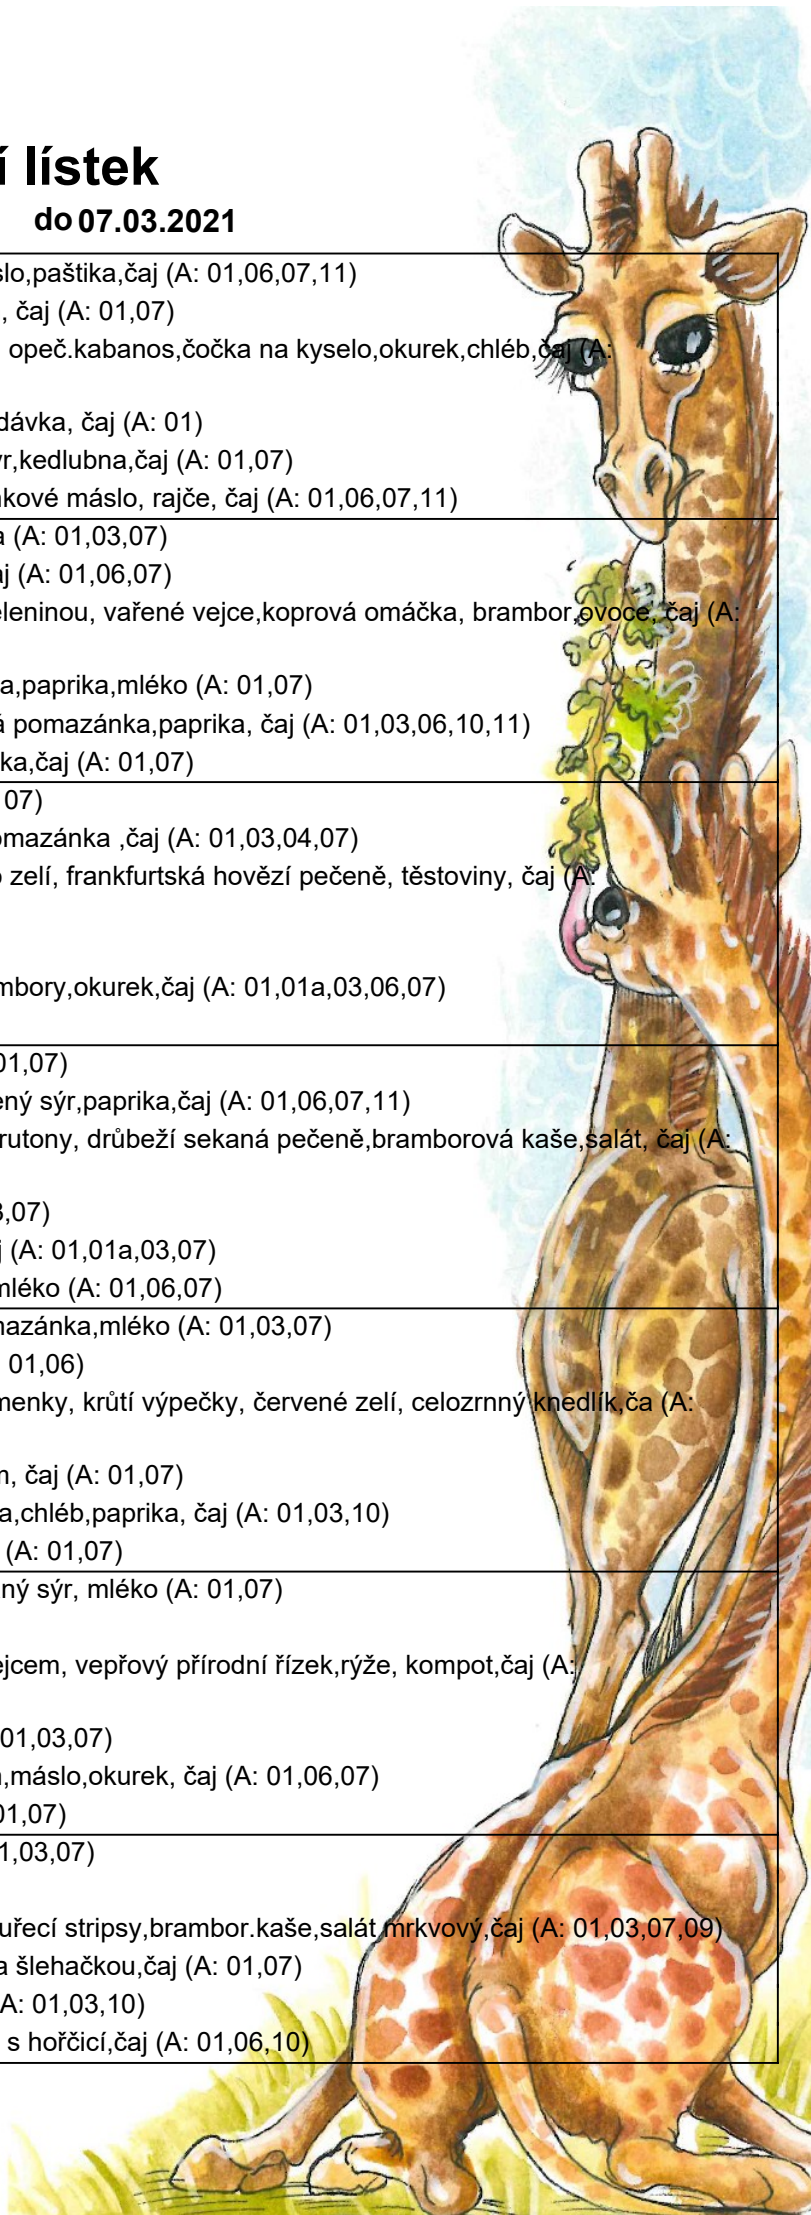 í lístek
do 07.03.2021
slo,paštika,čaj (A: 01,06,07,11)
, čaj (A: 01,07)
opeč.kabanos,čočka na kyselo,okurek,chléb,čaj (A:
dávka, čaj (A: 01)
ýr,kedlubna,čaj (A: 01,07)
nkové máslo, rajče, čaj (A: 01,06,07,11)
a (A: 01,03,07)
aj (A: 01,06,07)
eleninou, vařené vejce,koprová omáčka, brambor,ovoce, čaj (A:
a,paprika,mléko (A: 01,07)
á pomazánka,paprika, čaj (A: 01,03,06,10,11)
ka,čaj (A: 01,07)
07)
omazánka ,čaj (A: 01,03,04,07)
o zelí, frankfurtská hovězí pečeně, těstoviny, čaj (A:
mbory,okurek,čaj (A: 01,01a,03,06,07)
01,07)
ený sýr,paprika,čaj (A: 01,06,07,11)
rutony, drůbeží sekaná pečeně,bramborová kaše,salát, čaj (A:
3,07)
j (A: 01,01a,03,07)
mléko (A: 01,06,07)
mazánka,mléko (A: 01,03,07)
01,06)
menky, krůtí výpečky, červené zelí, celozrnný knedlík,ča (A:
m, čaj (A: 01,07)
a,chléb,paprika, čaj (A: 01,03,10)
(A: 01,07)
ný sýr, mléko (A: 01,07)
ejcem, vepřový přírodní řízek,rýže, kompot,čaj (A:
01,03,07)
n,máslo,okurek, čaj (A: 01,06,07)
01,07)
1,03,07)
uřecí stripsy,brambor.kaše,salát mrkvový,čaj (A: 01,03,07,09)
a šlehačkou,čaj (A: 01,07)
(A: 01,03,10)
s hořčicí,čaj (A: 01,06,10)